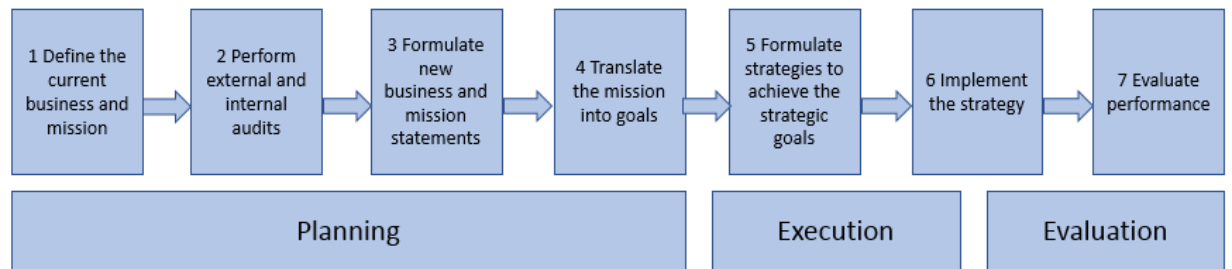 1 Define the
current
business and
mission
2 Perform
external and
internal
audits
3 Formulate
new
business and
mission
statements
4 Translate
the mission
into goals
5 Formulate
strategies to
achieve the
strategic
goals
6 Implement
the strategy
7 Evaluate
performance
Planning
Execution
Evaluation